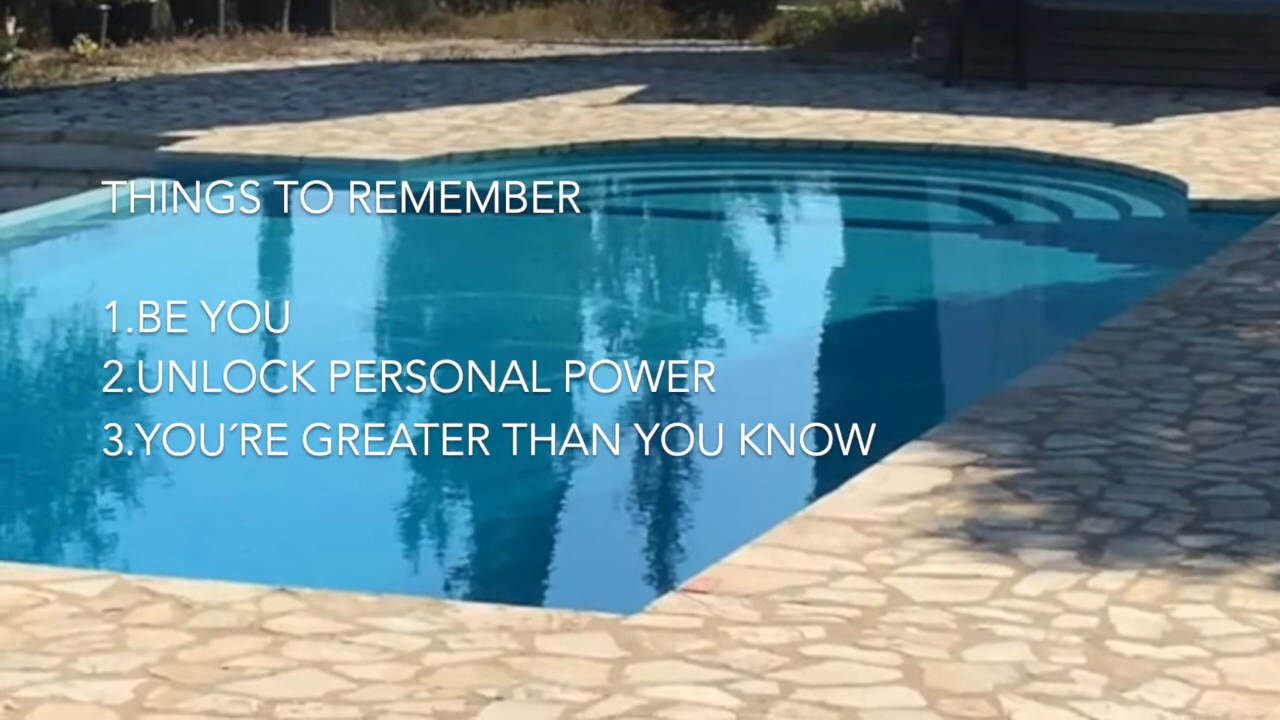 THINGS TO REMEMBER
1.BE YOU
2.UNLOCK PERSONAL POWER
3.YOU´RE GREATER THAN YOU KNOW